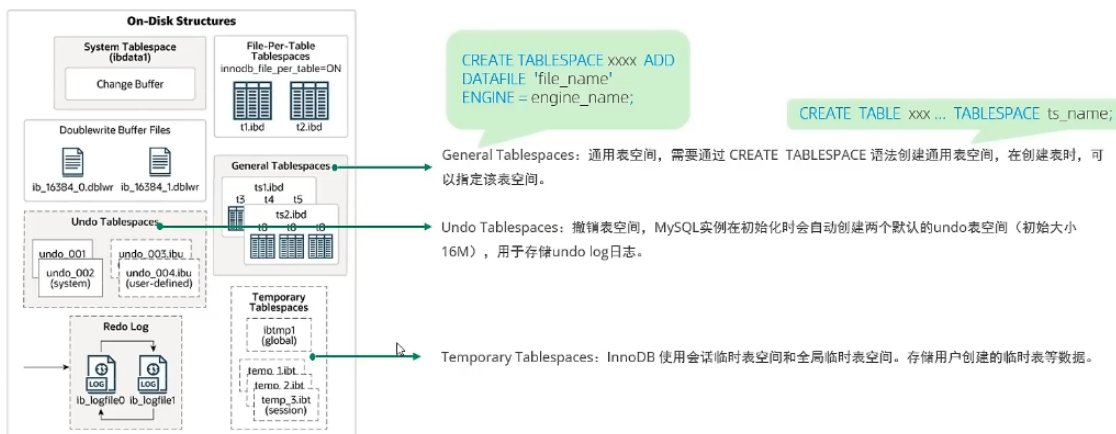 On-Disk Structures
System Tablespace
(ibdata1)
Change Buffer
File-Per-Table
Tablespaces
innodb_file_per_table=ON
t1.ibd
t2.ibd
Doublewrite Buffer Files
ib_16384_0.dblwr
ib_16384_1.dblwr
General Tablespaces
ts1.ibd
t3 t4 t5
ts2.ibd
Undo Tablespaces
undo_001
undo_002
(system)
undo_003.ibu
undo_004.ibu
(user-defined)
Temporary
Tablespaces
ibtmp1
(global)
temp_1.ibt
temp_2.ibt
temp_3.ibt
(session)
Redo Log
LOG
LOG
ib_logfile0
ib_logfile1
CREATE TABLESPACE xxxx ADD
DATAFILE 'file_name'
ENGINE = engine_name;
CREATE TABLE xxx ... TABLESPACE ts_name;
General Tablespaces：通用表空间，需要通过 CREATE TABLESPACE 语法创建通用表空间，在创建表时，可
以指定该表空间。
Undo Tablespaces：撤销表空间，MySQL实例在初始化时会自动创建两个默认的undo表空间（初始大小
16M），用于存储undo log日志。
Temporary Tablespaces：InnoDB 使用会话临时表空间和全局临时表空间。存储用户创建的临时表等数据。